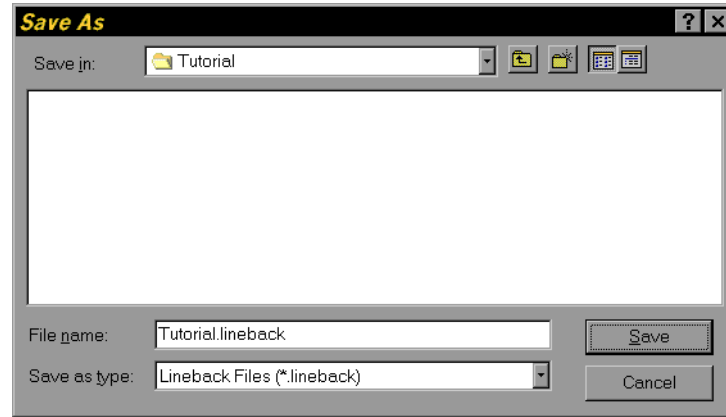 Save As
Save in:
Tutorial
File name:
Tutorial.lineback
Save
Save as type:
Lineback Files (*.lineback)
Cancel